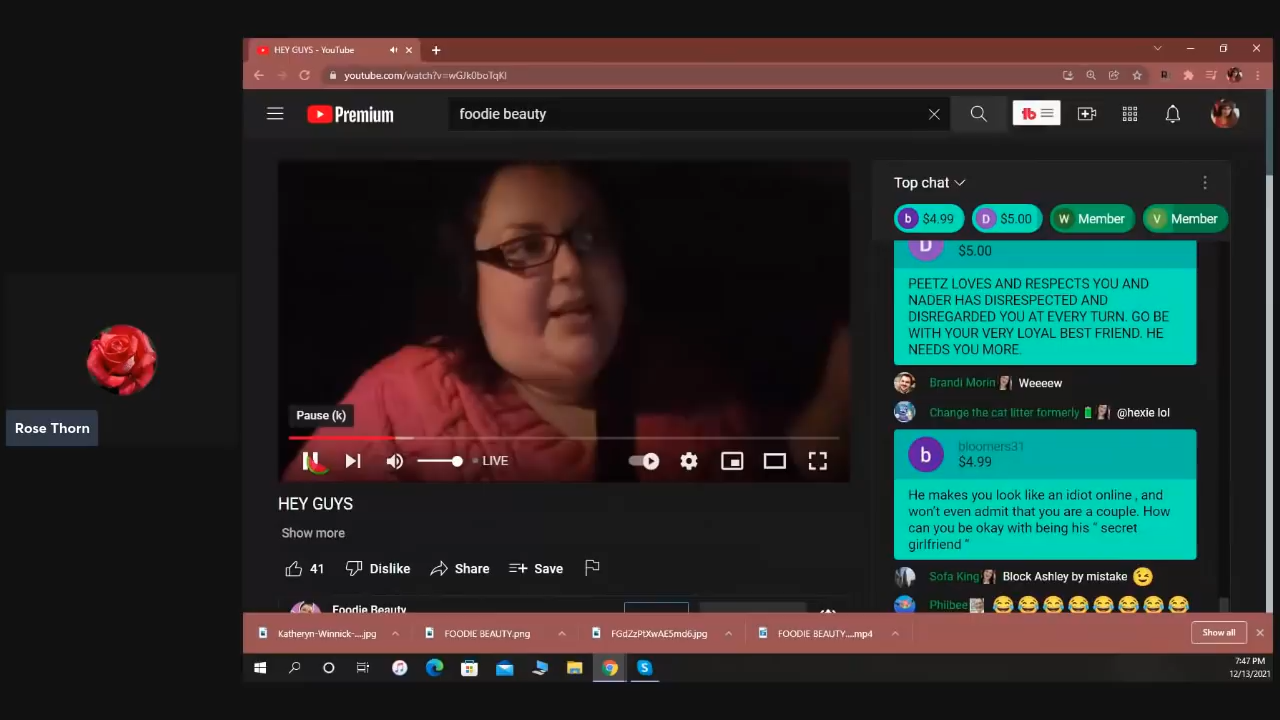 HEY GUYS - YouTube
youtube.com/watch?v=wGJk0boTqKI
Premium
foodie beauty
tb
Top chat
b $4.99
D $5.00
W Member
V Member
D
$5.00
PEETZ LOVES AND RESPECTS YOU AND
NADER HAS DISRESPECTED AND
DISREGARDED YOU AT EVERY TURN. GO BE
WITH YOUR VERY LOYAL BEST FRIEND. HE
NEEDS YOU MORE.
Brandi Morin Weeeew
Change the cat litter formerly @hexie lol
b
bloomers31
$4.99
He makes you look like an idiot online , and
won't even admit that you are a couple. How
can you be okay with being his " secret
girlfriend "
Sofa King Block Ashley by mistake 😉
Philbee 😂😂😂😂😂😂😂😂
Pause (k)
LIVE
HEY GUYS
Show more
41
Dislike
Share
Save
Foodie Beauty
Rose Thorn
Katheryn-Winnick-....jpg
FOODIE BEAUTY.png
FGdZzPtXwAE5md6.jpg
FOODIE BEAUTY....mp4
Show all
7:47 PM
12/13/2021